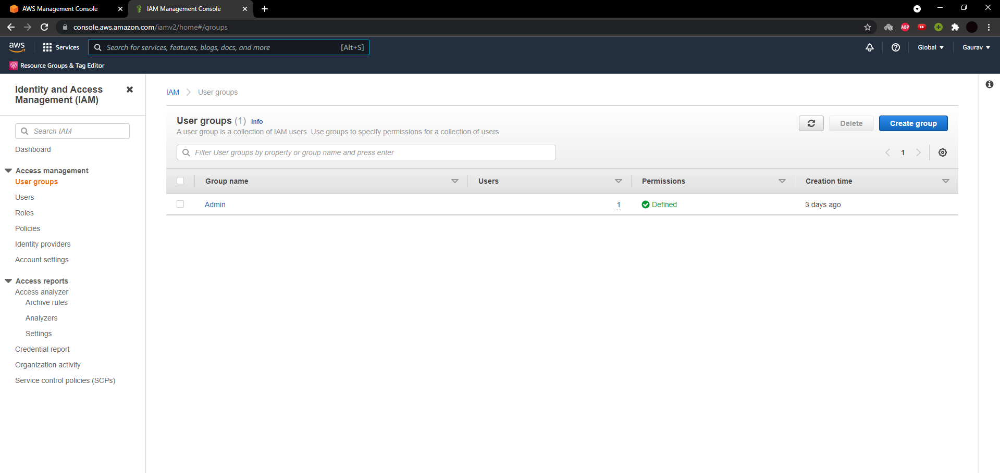 AWS Management Console
IAM Management Console
console.aws.amazon.com/iamv2/home#/groups
ABP
aws
Services
Search for services, features, blogs, docs, and more
[Alt+S]
Global
Gaurav
Resource Groups & Tag Editor
Identity and Access
Management (IAM)
Search IAM
Dashboard
Access management
User groups
Users
Roles
Policies
Identity providers
Account settings
Access reports
Access analyzer
Archive rules
Analyzers
Settings
Credential report
Organization activity
Service control policies (SCPs)
IAM
User groups
User groups (1) Info
A user group is a collection of IAM users. Use groups to specify permissions for a collection of users.
Delete
Create group
Filter User groups by property or group name and press enter
1
Group name
Users
Permissions
Creation time
Admin
1
Defined
3 days ago